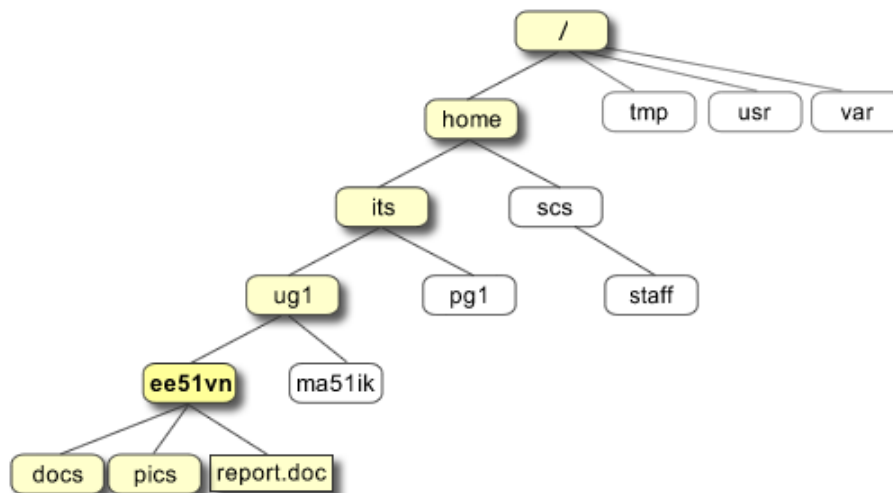 /
home
tmp
usr
var
its
scs
ug1
pg1
staff
ee51vn
ma51ik
docs
pics
report.doc